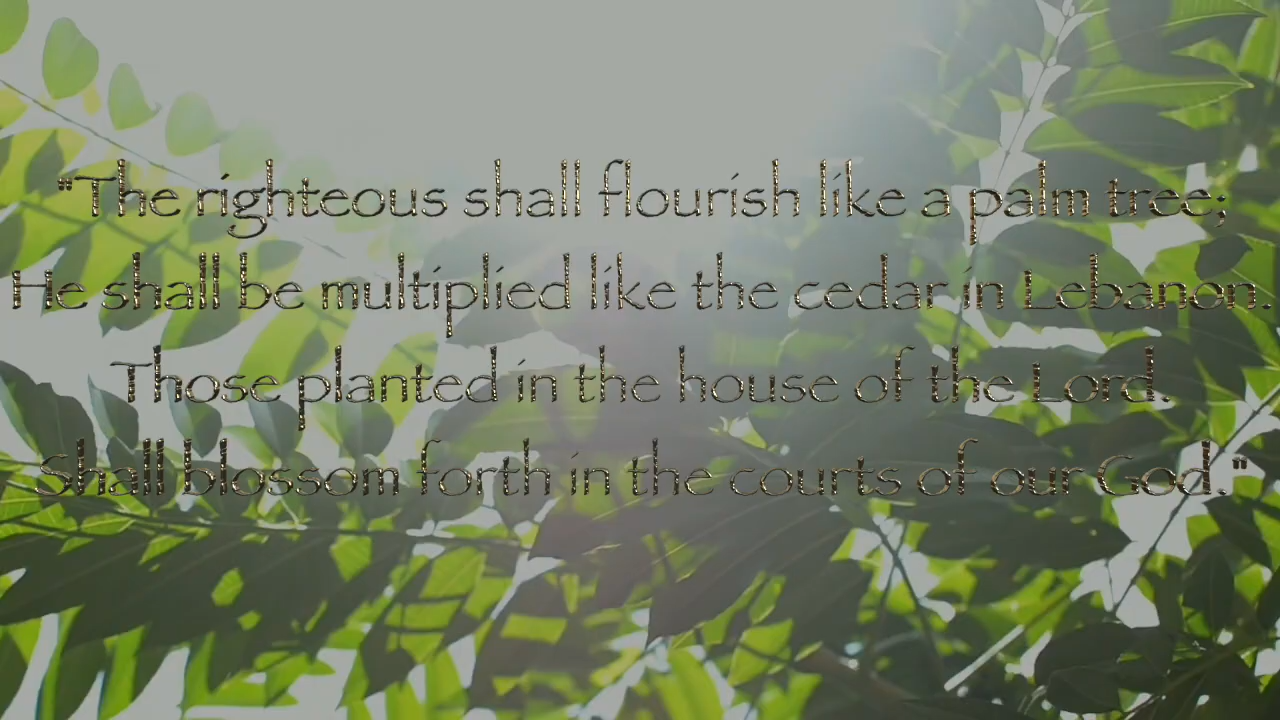 "The righteous shall flourish like a palm tree;
He shall be multiplied like the cedar in Lebanon.
Those planted in the house of the Lord.
Shall blossom forth in the courts of our God."